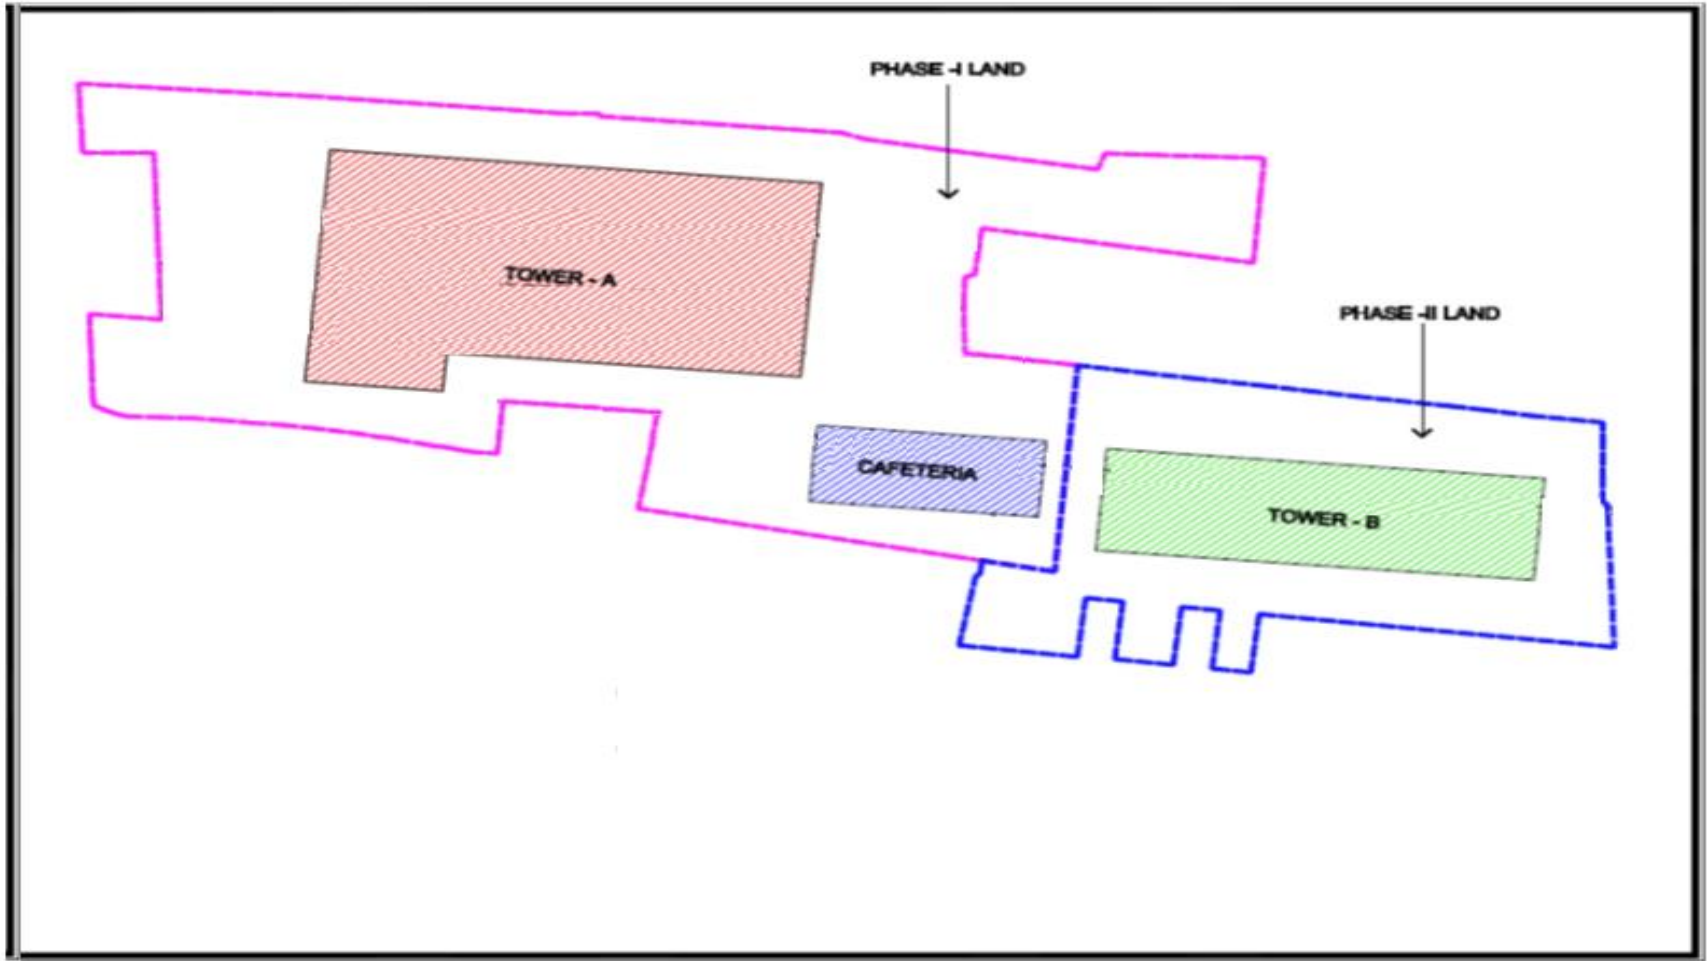 PHASE -I LAND
TOWER - A
PHASE -II LAND
CAFETERIA
TOWER - B